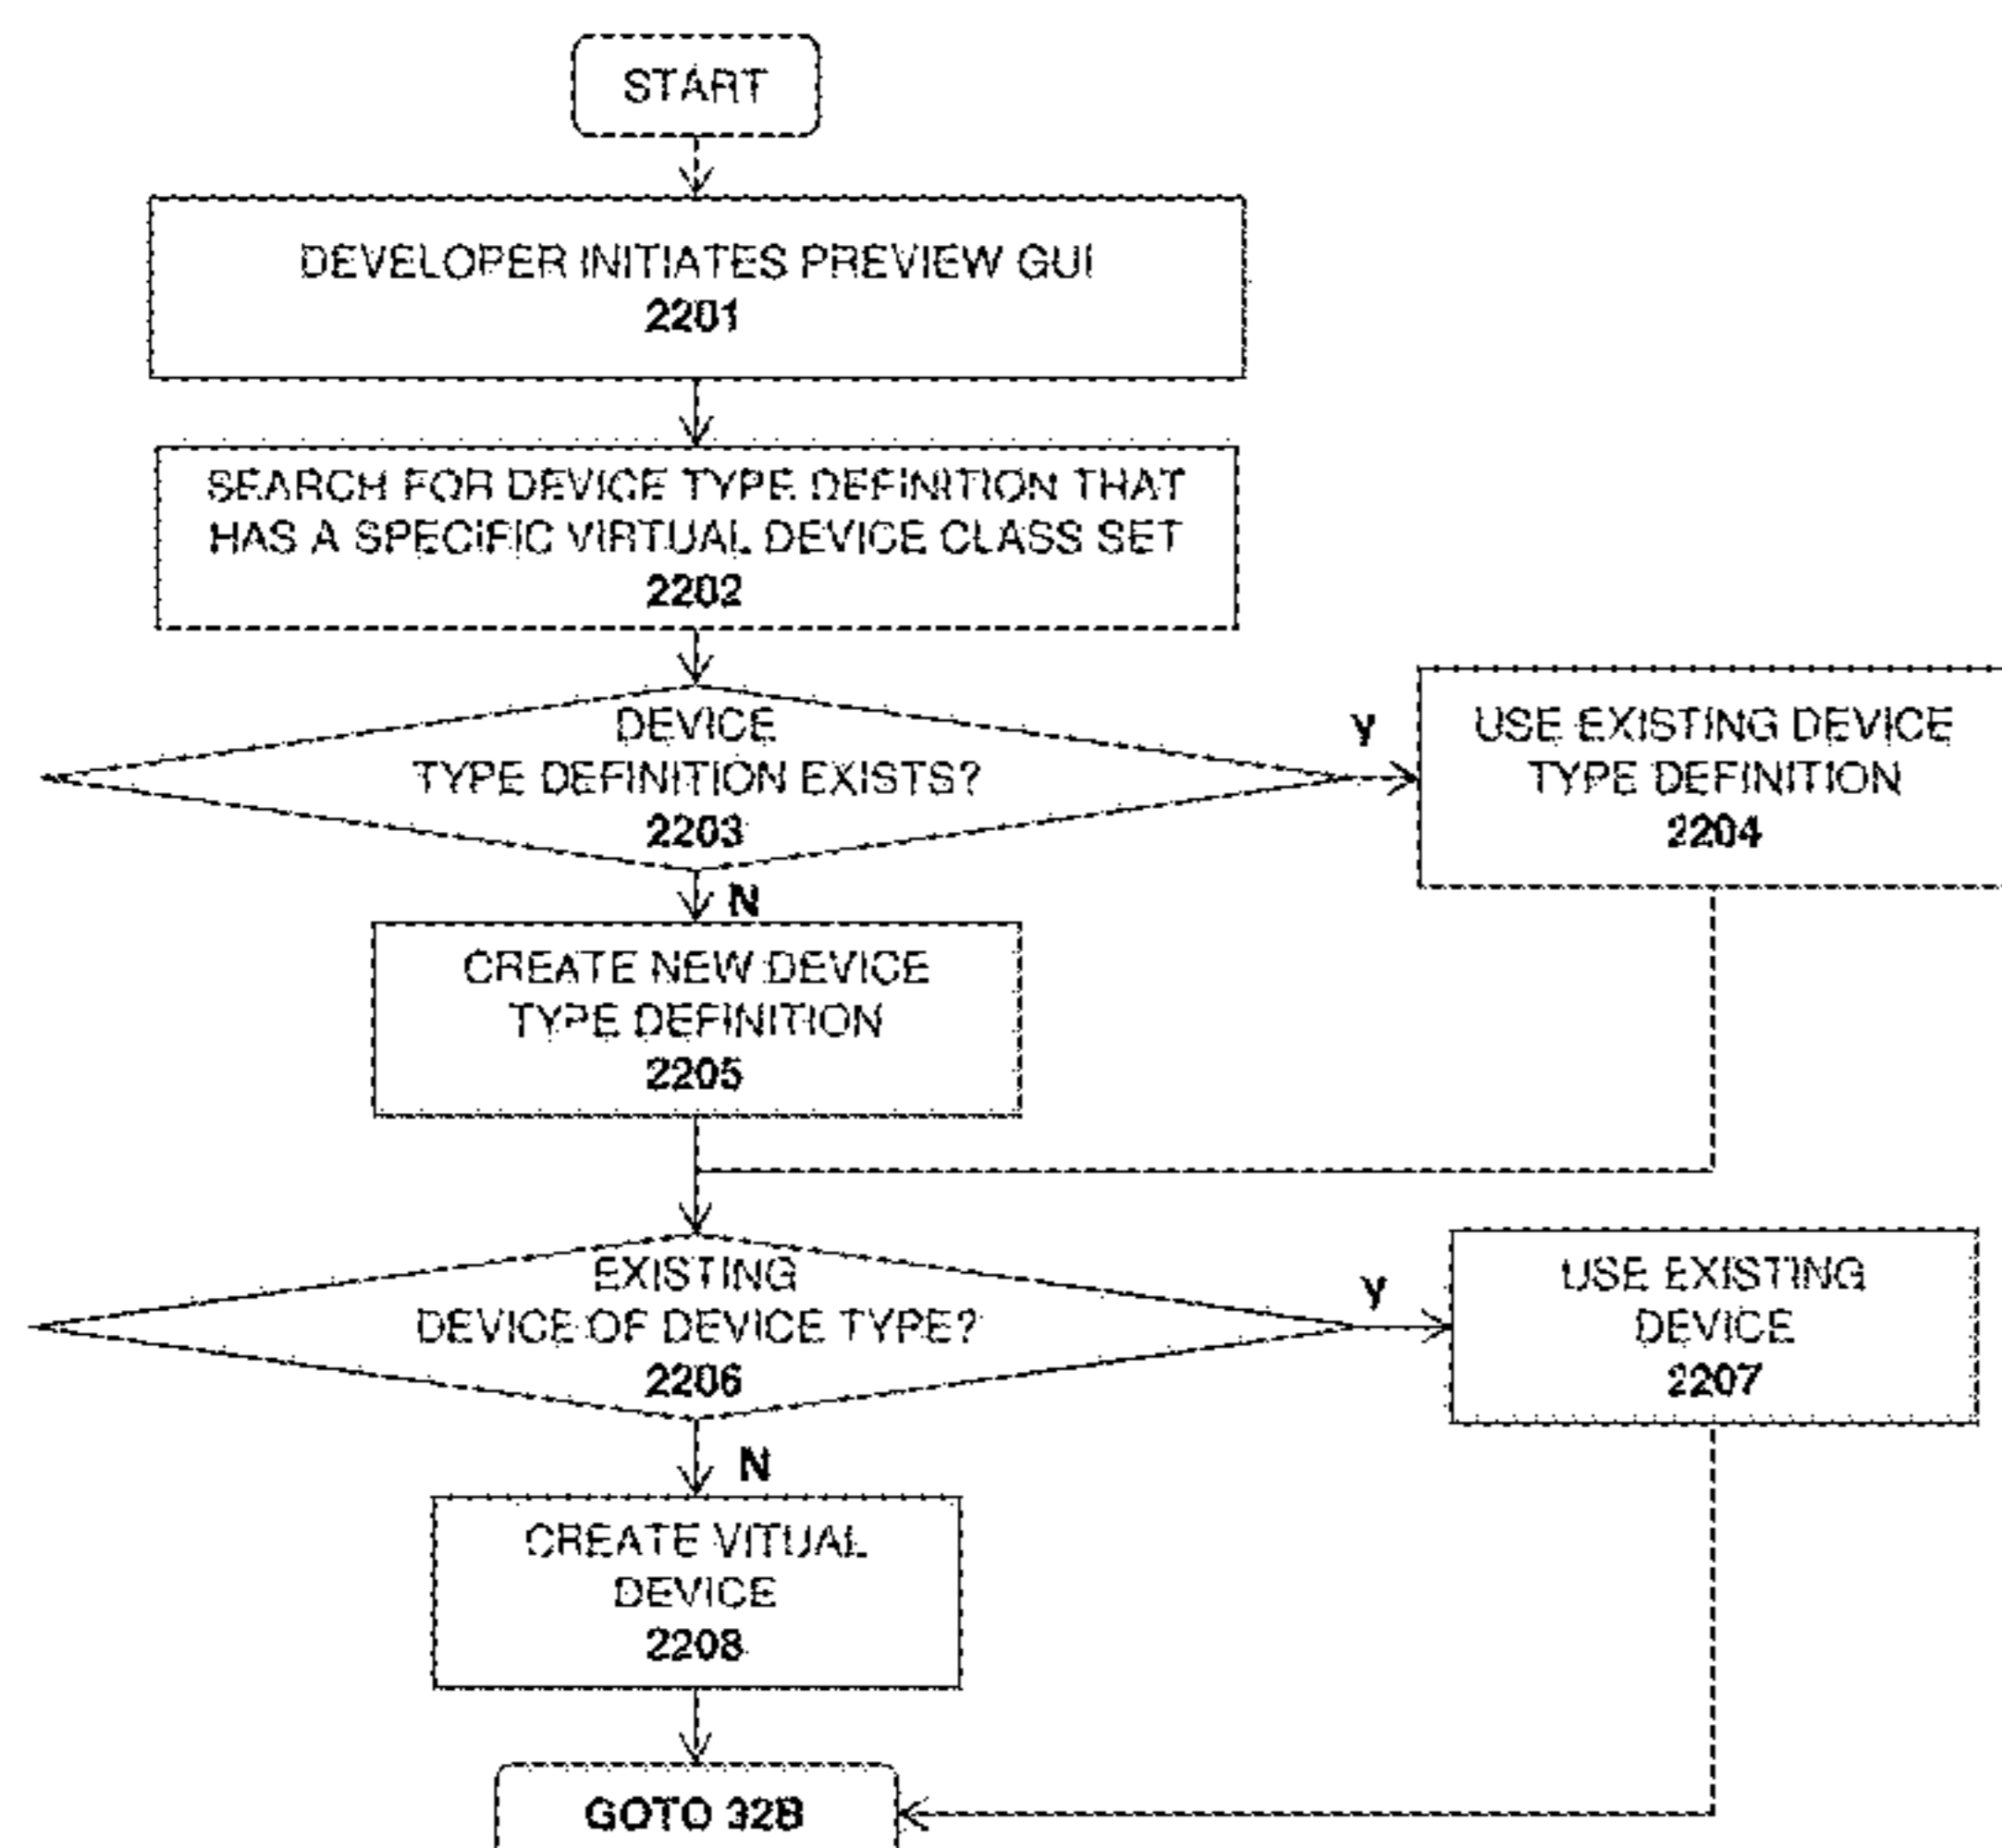 START
DEVELOPER INITIATES PREVIEW GUI
2201
SEARCH FOR DEVICE TYPE DEFINITION THAT
HAS A SPECIFIC VIRTUAL DEVICE CLASS SET
2202
DEVICE
TYPE DEFINITION EXISTS?
2203
Y
USE EXISTING DEVICE
TYPE DEFINITION
2204
N
CREATE NEW DEVICE
TYPE DEFINITION
2205
EXISTING
DEVICE OF DEVICE TYPE?
2206
Y
USE EXISTING
DEVICE
2207
N
CREATE VITUAL
DEVICE
2208
GOTO 32B